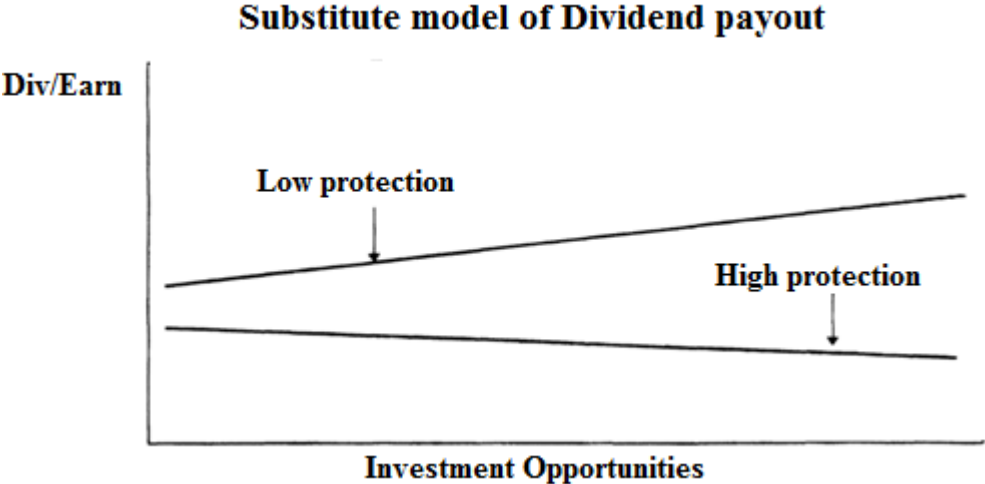 Substitute model of Dividend payout
Div/Earn
Low protection
High protection
Investment Opportunities